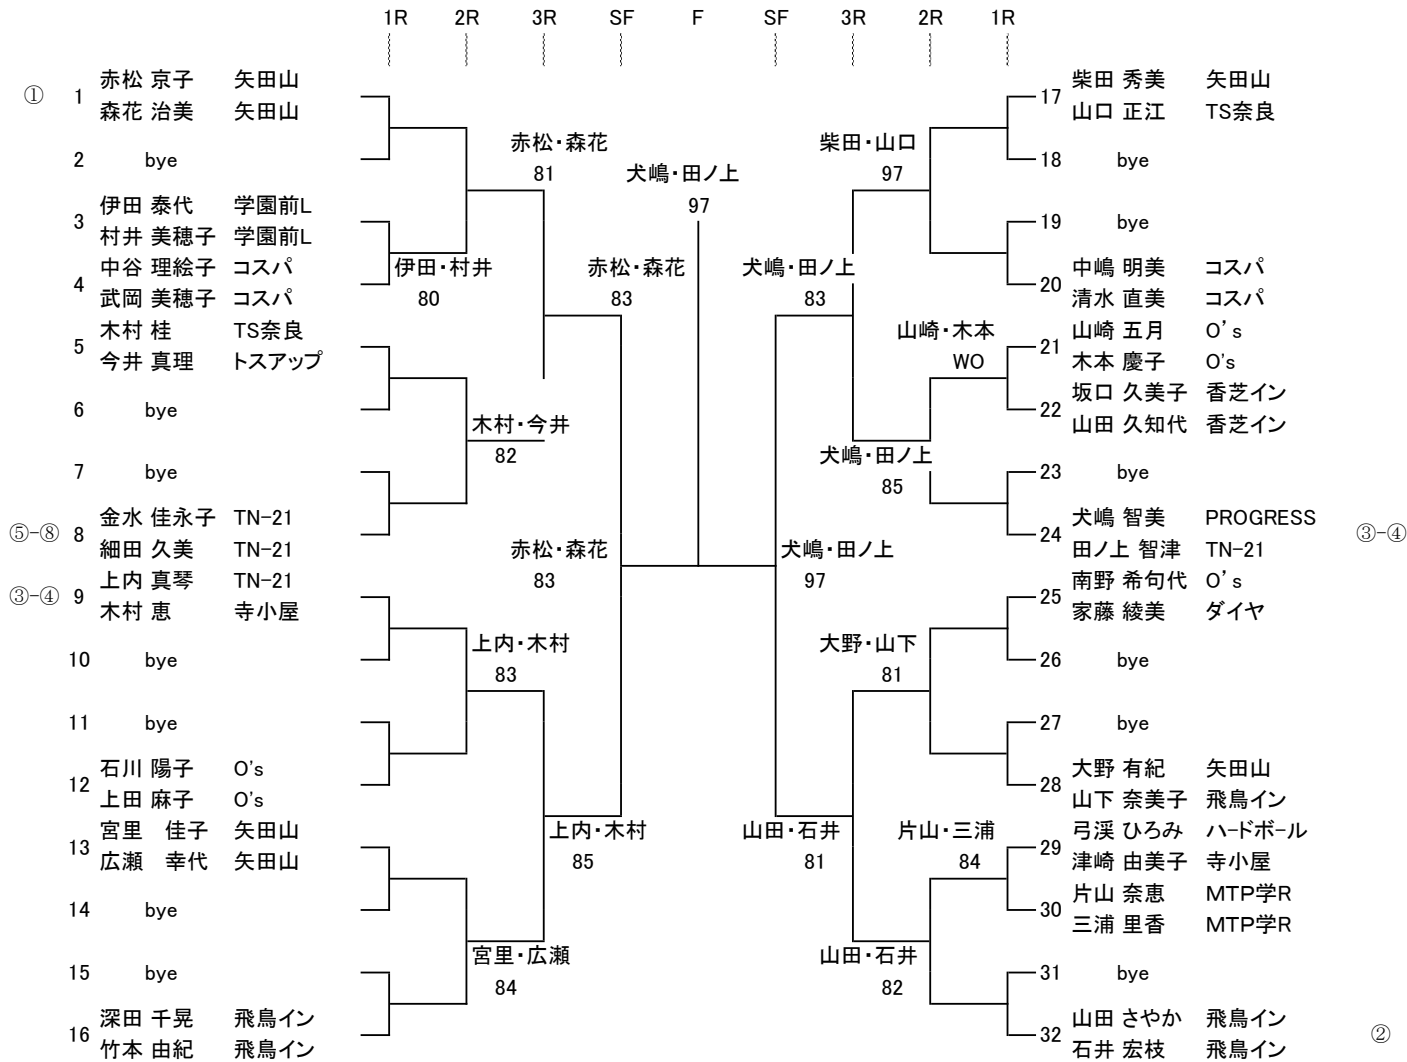 1R 2R 3R SF F SF 3R 2R 1R
赤松 京子 矢田山
① 1
森花 治美 矢田山
2 bye
伊田 泰代 学園前L
3
村井 美穂子 学園前L
中谷 理絵子 コスパ
4
武岡 美穂子 コスパ
木村 桂 TS奈良
5
今井 真理 トスアップ
6 bye
7 bye
金水 佳永子 TN-21
⑤-⑧ 8
細田 久美 TN-21
上内 真琴 TN-21
③-④ 9
木村 恵 寺小屋
10 bye
11 bye
石川 陽子 O's
12
上田 麻子 O's
宮里 佳子 矢田山
13
広瀬 幸代 矢田山
14 bye
15 bye
深田 千晃 飛鳥イン
16
竹本 由紀 飛鳥イン
赤松・森花
81
伊田・村井
80
赤松・森花
83
木村・今井
82
赤松・森花
83
上内・木村
83
上内・木村
85
宮里・広瀬
84
犬嶋・田ノ上
97
柴田・山口
97
犬嶋・田ノ上
83
山崎・木本
WO
犬嶋・田ノ上
85
犬嶋・田ノ上
97
大野・山下
81
山田・石井
81
片山・三浦
84
山田・石井
82
柴田 秀美 矢田山
17
山口 正江 TS奈良
18 bye
19 bye
中嶋 明美 コスパ
20
清水 直美 コスパ
山崎 五月 O’s
21
木本 慶子 O's
坂口 久美子 香芝イン
22
山田 久知代 香芝イン
23 bye
犬嶋 智美 PROGRESS
24 ③-④
田ノ上 智津 TN-21
南野 希句代 O’s
25
家藤 綾美 ダイヤ
26 bye
27 bye
大野 有紀 矢田山
28
山下 奈美子 飛鳥イン
弓渓 ひろみ ハードボール
29
津崎 由美子 寺小屋
片山 奈恵 MTP学R
30
三浦 里香 MTP学R
31 bye
山田 さやか 飛鳥イン
32 ②
石井 宏枝 飛鳥イン